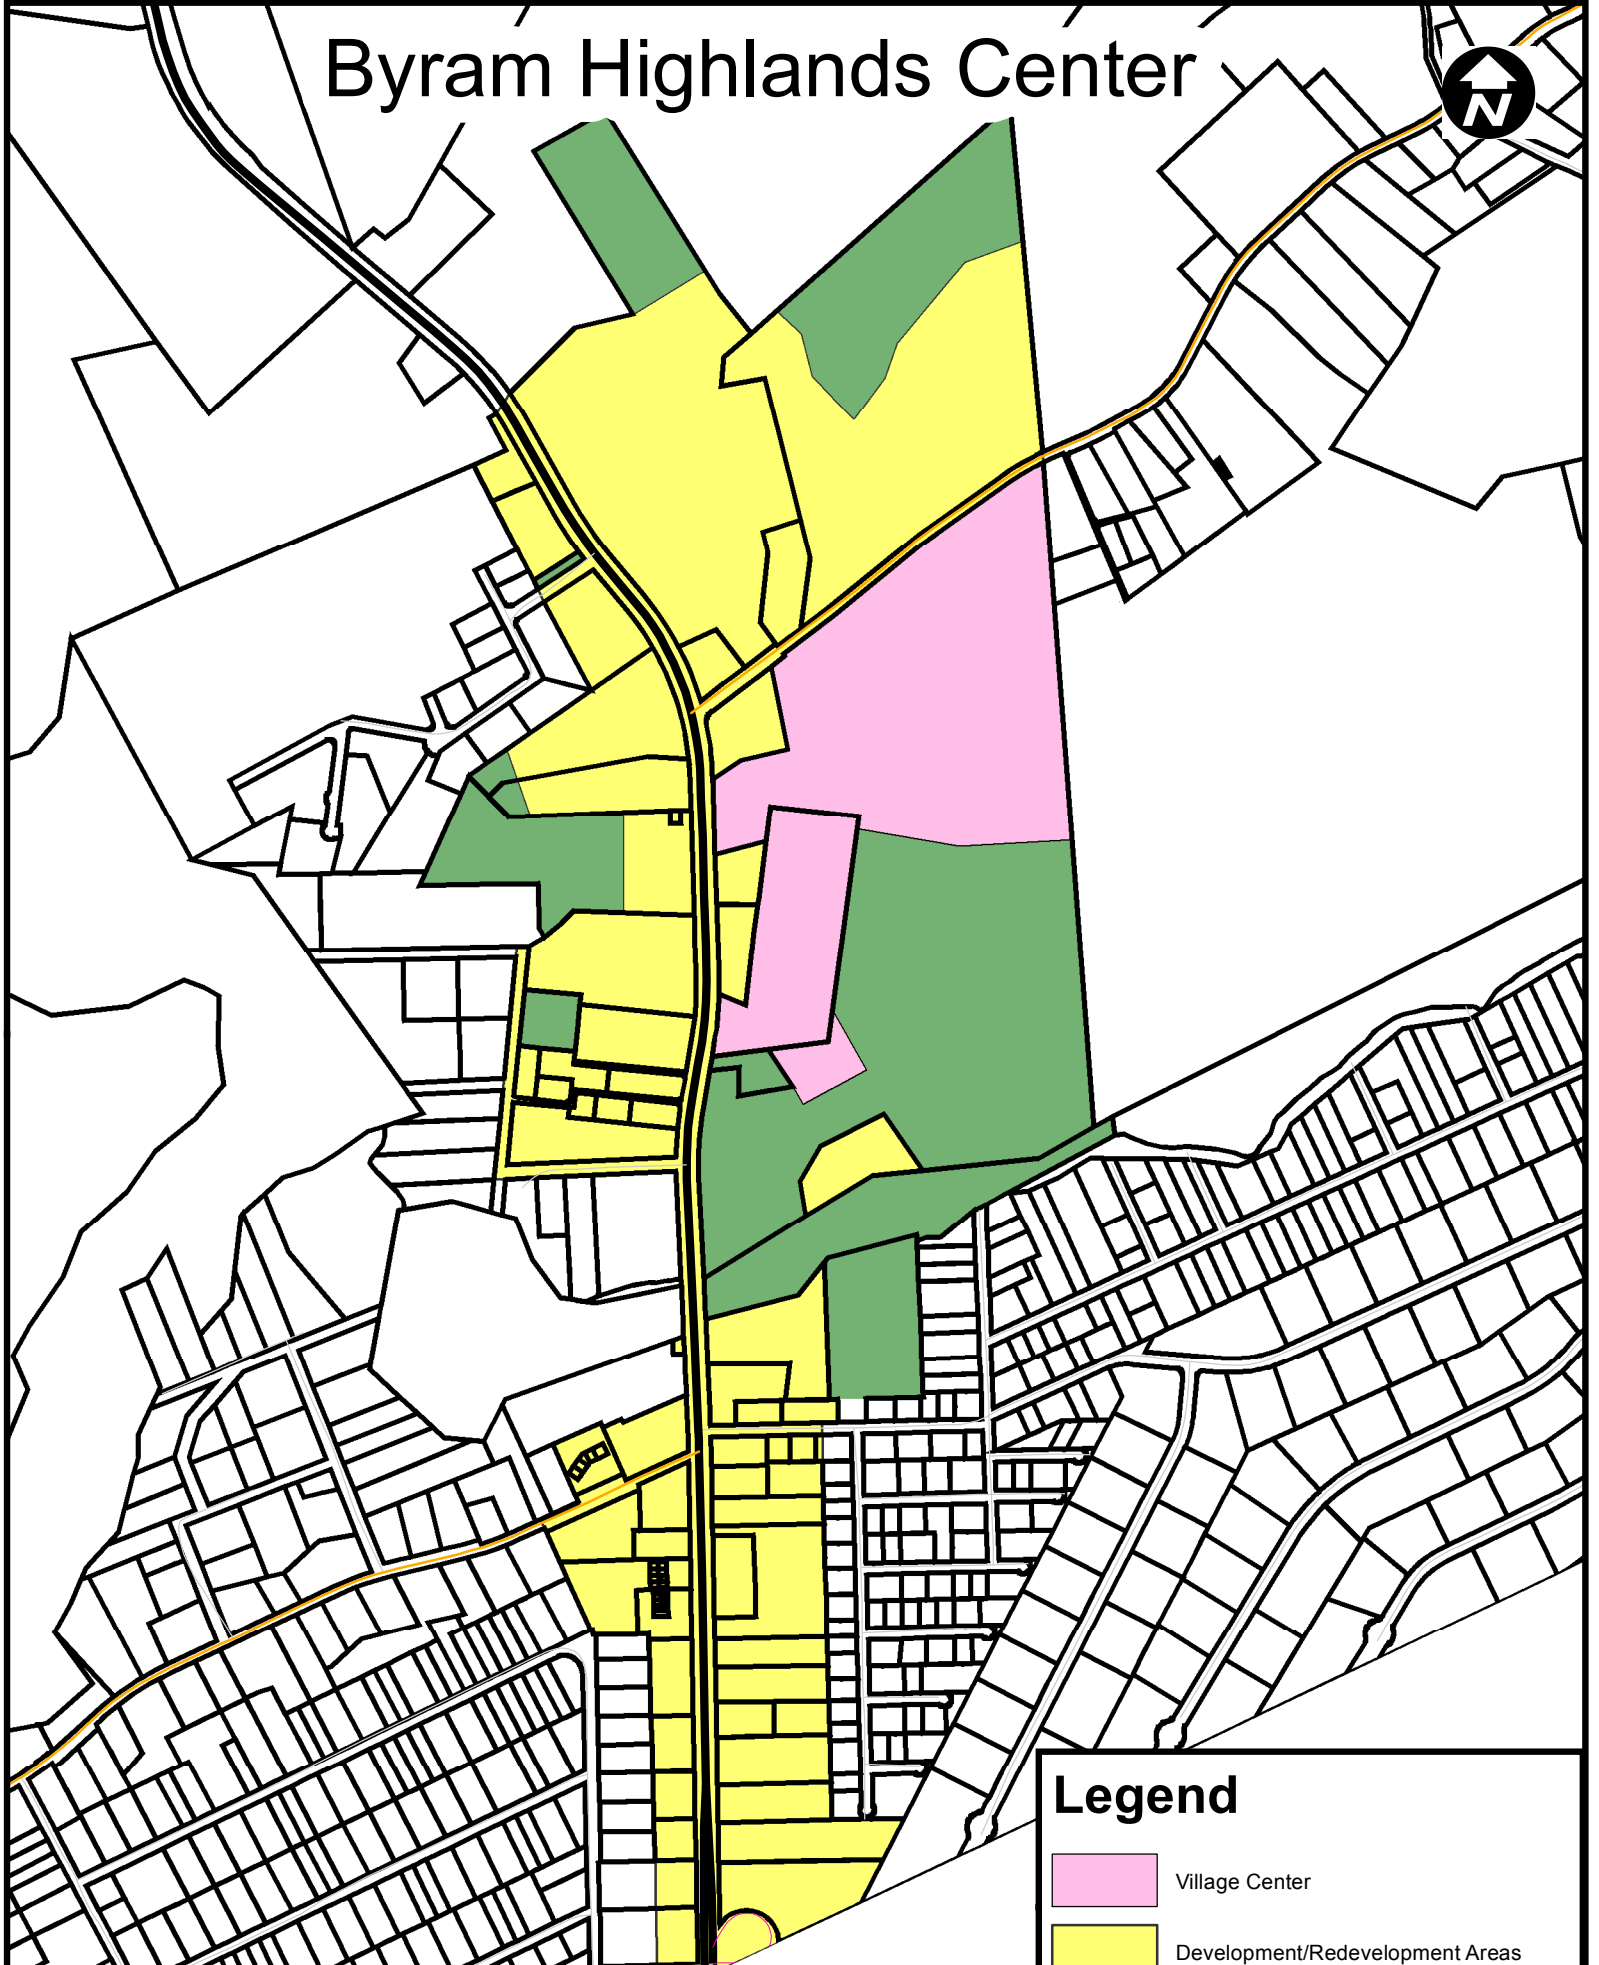 Byram Highlands Center
N
Legend
Village Center
Development/Redevelopment Areas